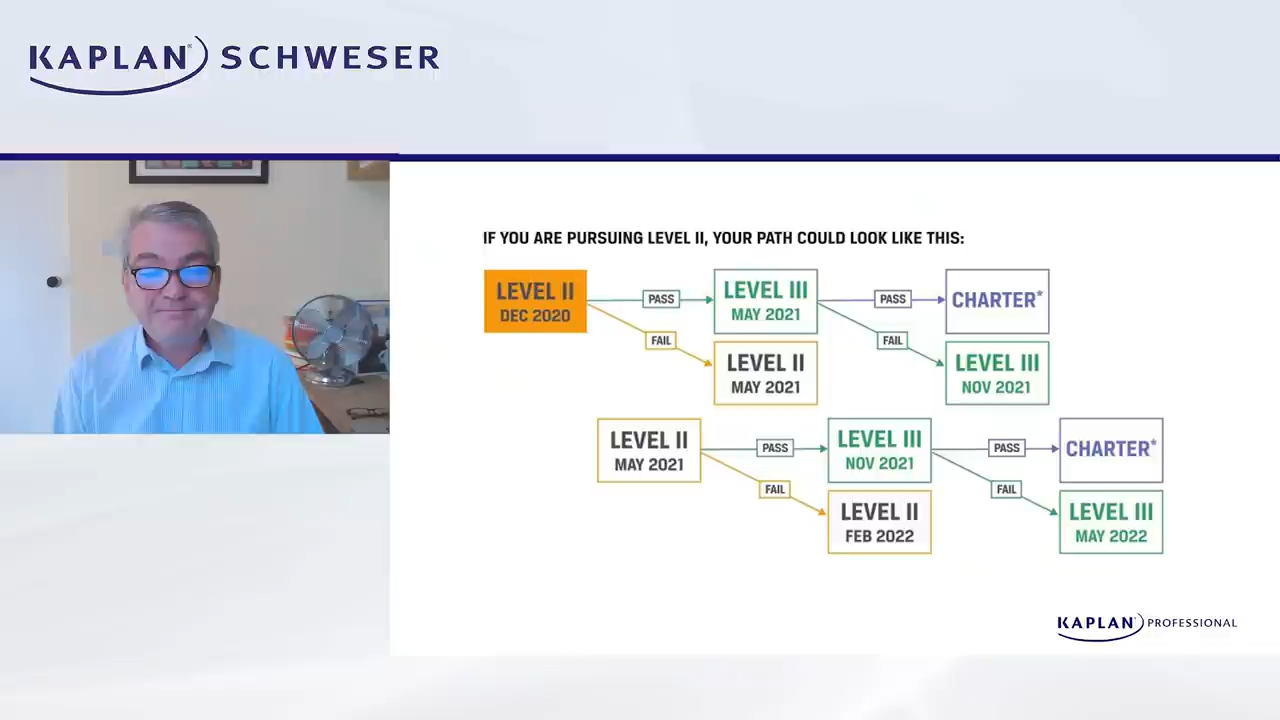 KAPLAN SCHWESER
IF YOU ARE PURSUING LEVEL II, YOUR PATH COULD LOOK LIKE THIS:
LEVEL II
DEC 2020
PASS
FAIL
LEVEL III
MAY 2021
LEVEL II
MAY 2021
PASS
FAIL
CHARTER*
LEVEL III
NOV 2021
LEVEL II
MAY 2021
PASS
FAIL
LEVEL III
NOV 2021
LEVEL II
FEB 2022
PASS
FAIL
CHARTER*
LEVEL III
MAY 2022
KAPLAN PROFESSIONAL